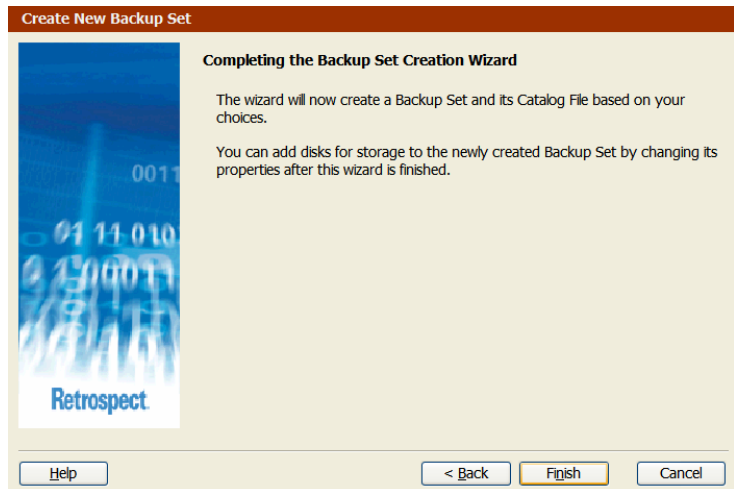 Create New Backup Set
Completing the Backup Set Creation Wizard
The wizard will now create a Backup Set and its Catalog File based on your
choices.
You can add disks for storage to the newly created Backup Set by changing its
properties after this wizard is finished.
0011
01 11 010
0 100011
Retrospect.
Help
< Back
Finish
Cancel